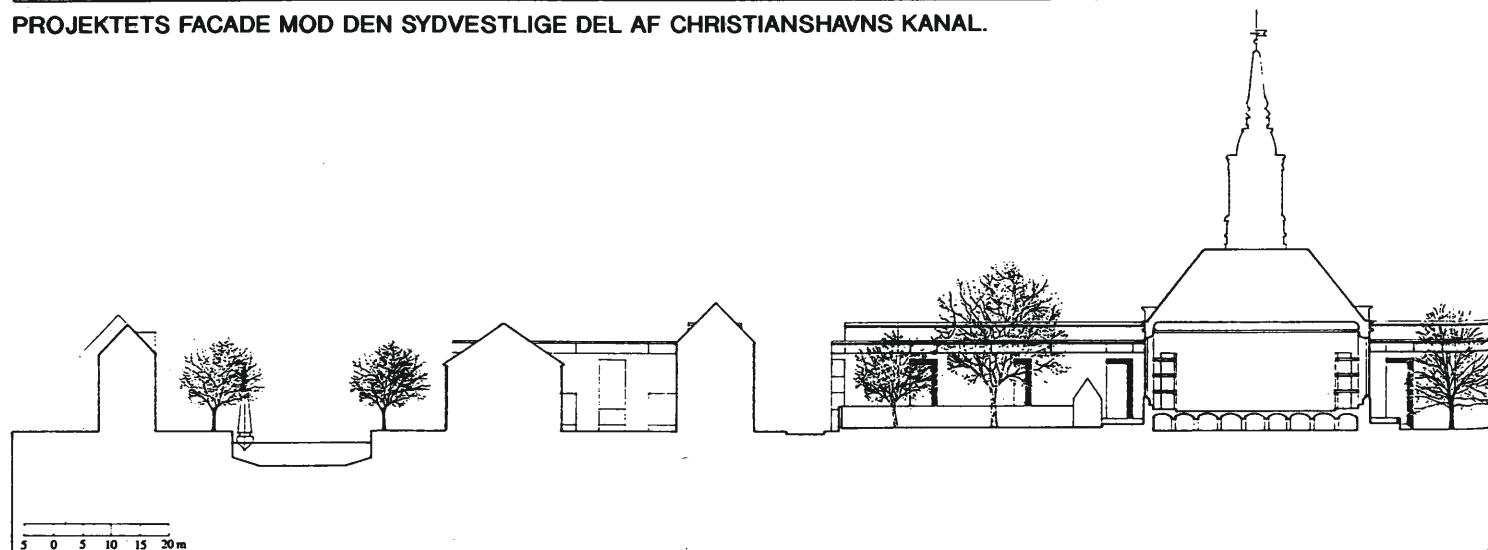 PROJEKTETS FACADE MOD DEN SYDVESTLIGE DEL AF CHRISTIANSHAVNS KANAL.
5 0 5 10 15 20 m